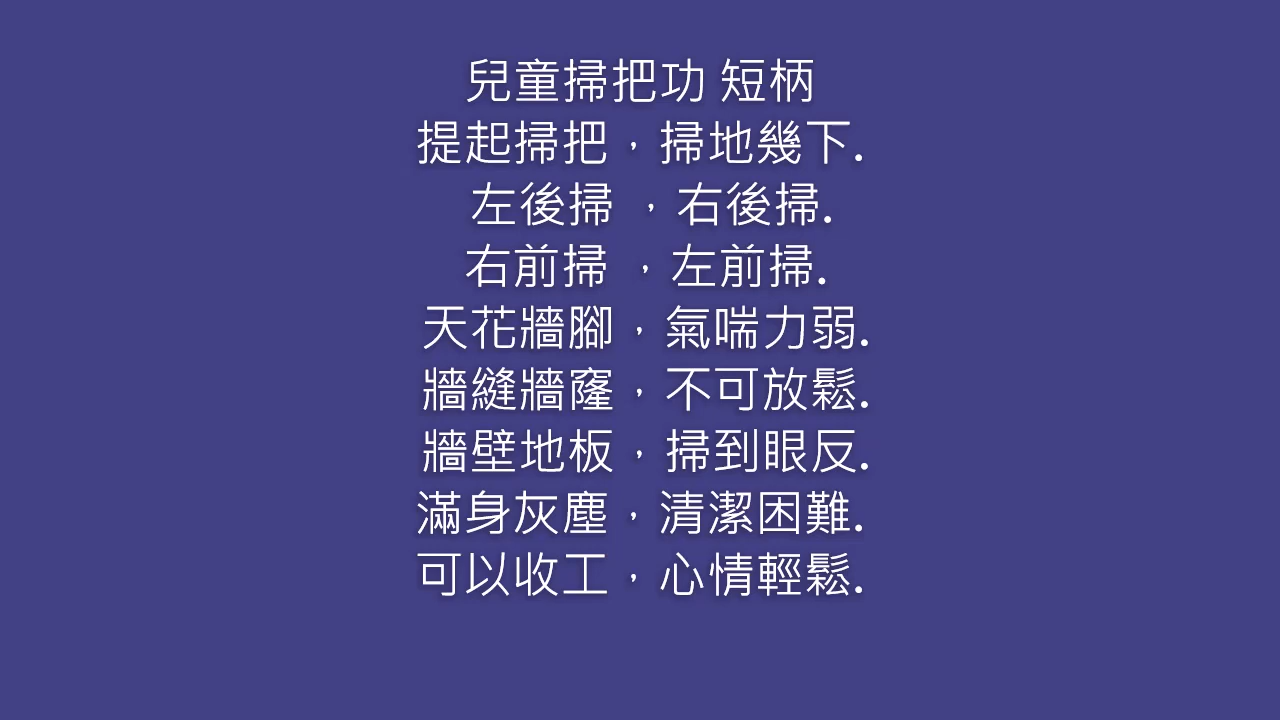 兒童掃把功 短柄
提起掃把，掃地幾下.
左後掃 ，右後掃.
右前掃 ，左前掃.
天花牆腳，氣喘力弱.
牆縫牆窿，不可放鬆.
牆壁地板，掃到眼反.
滿身灰塵，清潔困難.
可以收工，心情輕鬆.